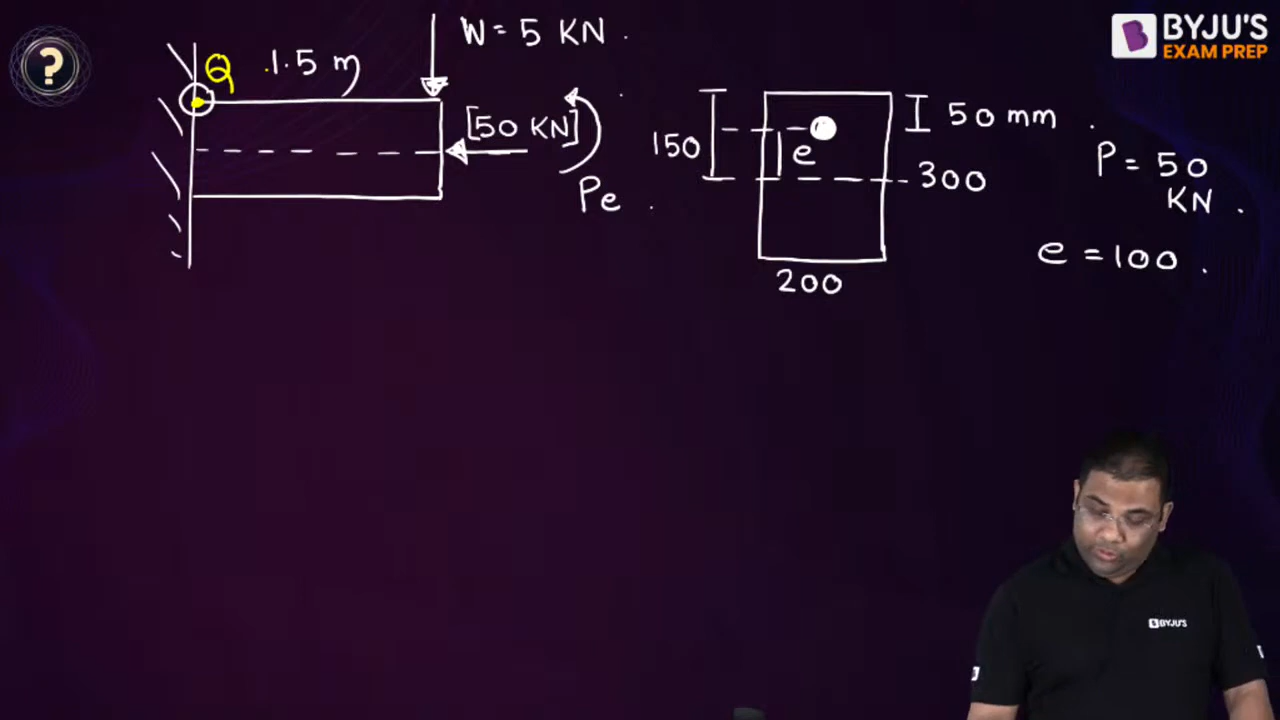 ?
Q 1.5 m
W = 5 KN
[50 KN]
Pe
150
e
50 mm
300
200
P = 50
KN
e = 100
BYJU'S
EXAM PREP
BYJU'S